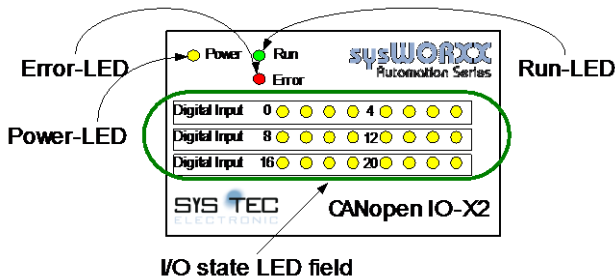 Power Run
Error
sysWORXX
Automation Series
Error-LED
Run-LED
Power-LED
Digital Input 0 4
Digital Input 8 12
Digital Input 16 20
SYS TEC
ELECTRONIC
CANopen IO-X2
I/O state LED field